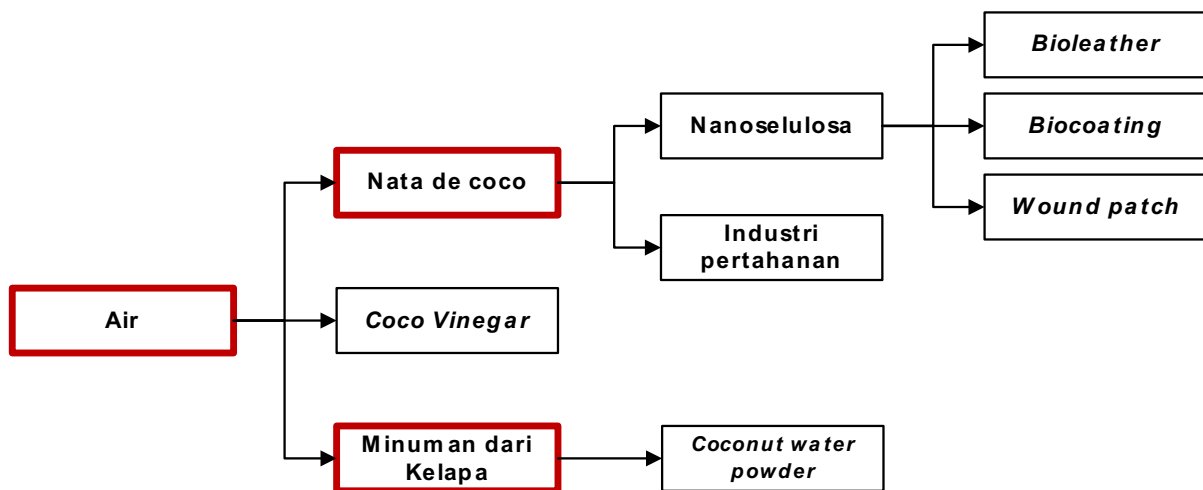 Bioleather
Nanoselulosa
Biocoating
Nata de coco
Wound patch
Industri
pertahanan
Air
Coco Vinegar
Minuman dari
Kelapa
Coconut water
powder